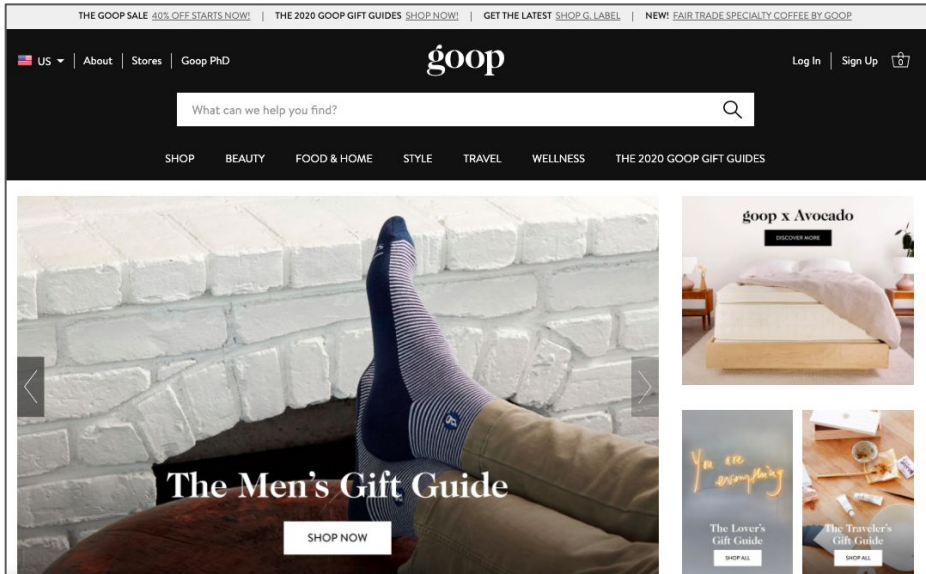 THE GOOP SALE 40% OFF STARTS NOW! | THE 2020 GOOP GIFT GUIDES SHOP NOW! | GET THE LATEST SHOP G. LABEL | NEW! FAIR TRADE SPECIALTY COFFEE BY GOOP
US | About | Stores | Goop PhD
goop
Log In | Sign Up 0
What can we help you find?
SHOP BEAUTY FOOD & HOME STYLE TRAVEL WELLNESS THE 2020 GOOP GIFT GUIDES
The Men's Gift Guide
SHOP NOW
goop x Avocado
DISCOVER MORE
You are
everything
The Lover's
Gift Guide
SHOP ALL
The Traveler's
Gift Guide
SHOP ALL